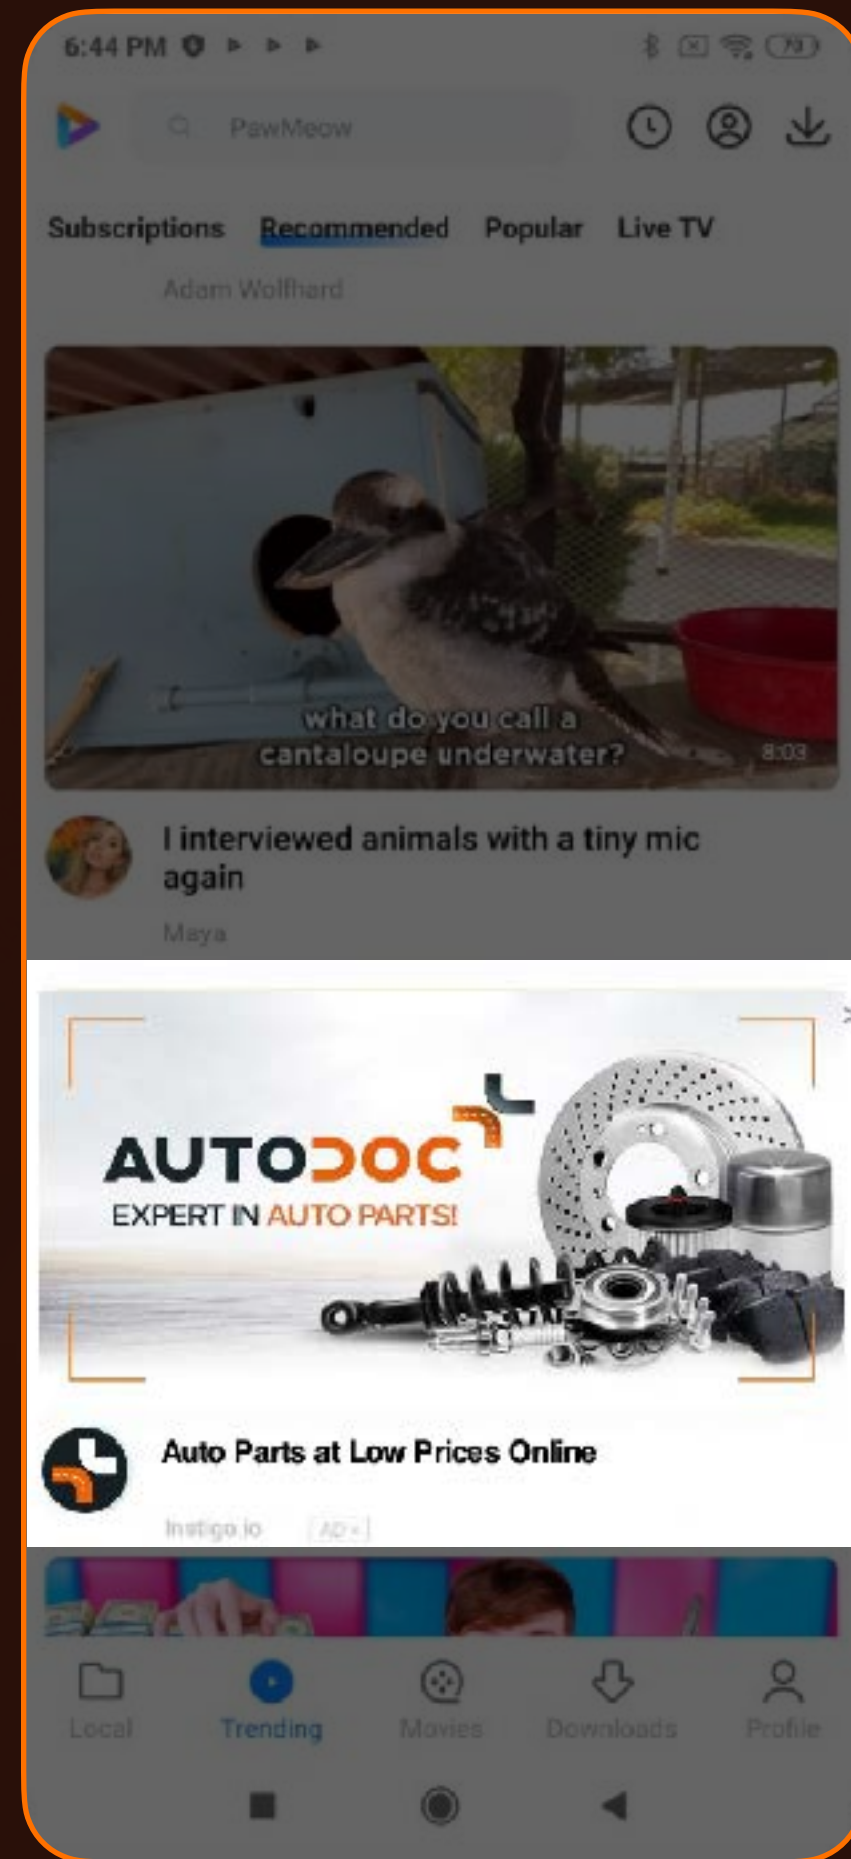 6:44 PM
70
PawMeow
Subscriptions Recommended Popular Live TV
Adam Wolfhard
what do you call a
cantaloupe underwater?
8:03
I interviewed animals with a tiny mic
again
Maya
AUTODOC
EXPERT IN AUTO PARTS!
Auto Parts at Low Prices Online
Instigo.io AD
Local Trending Movies Downloads Profile